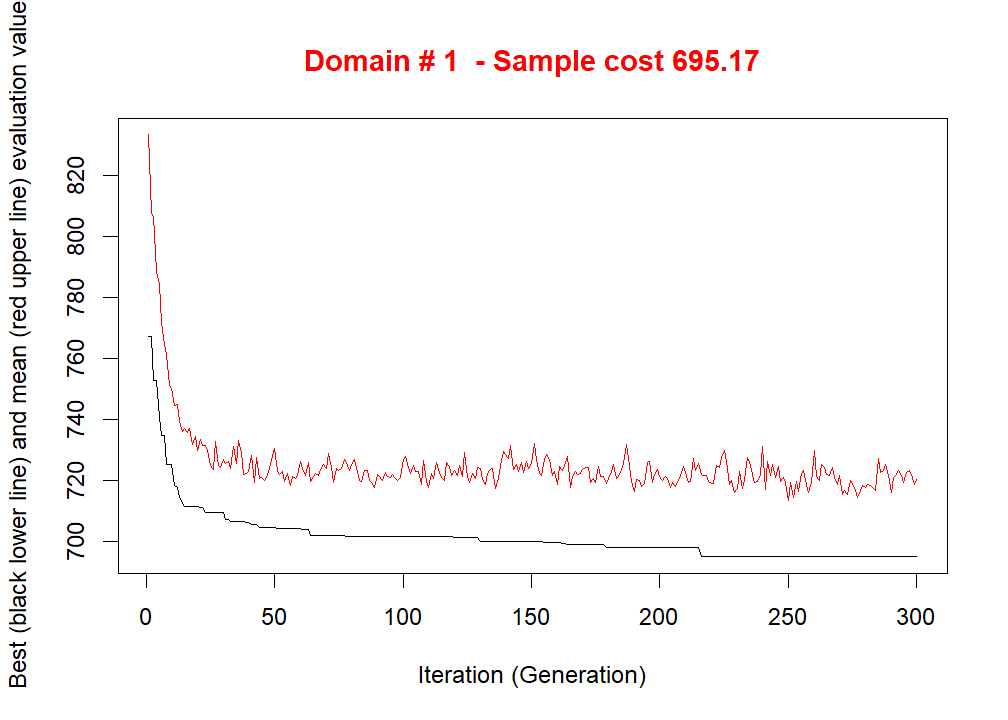 Domain # 1  - Sample cost 695.17
Best (black lower line) and mean (red upper line) evaluation value
820
800
780
760
740
720
700
0 50 100 150 200 250 300
Iteration (Generation)